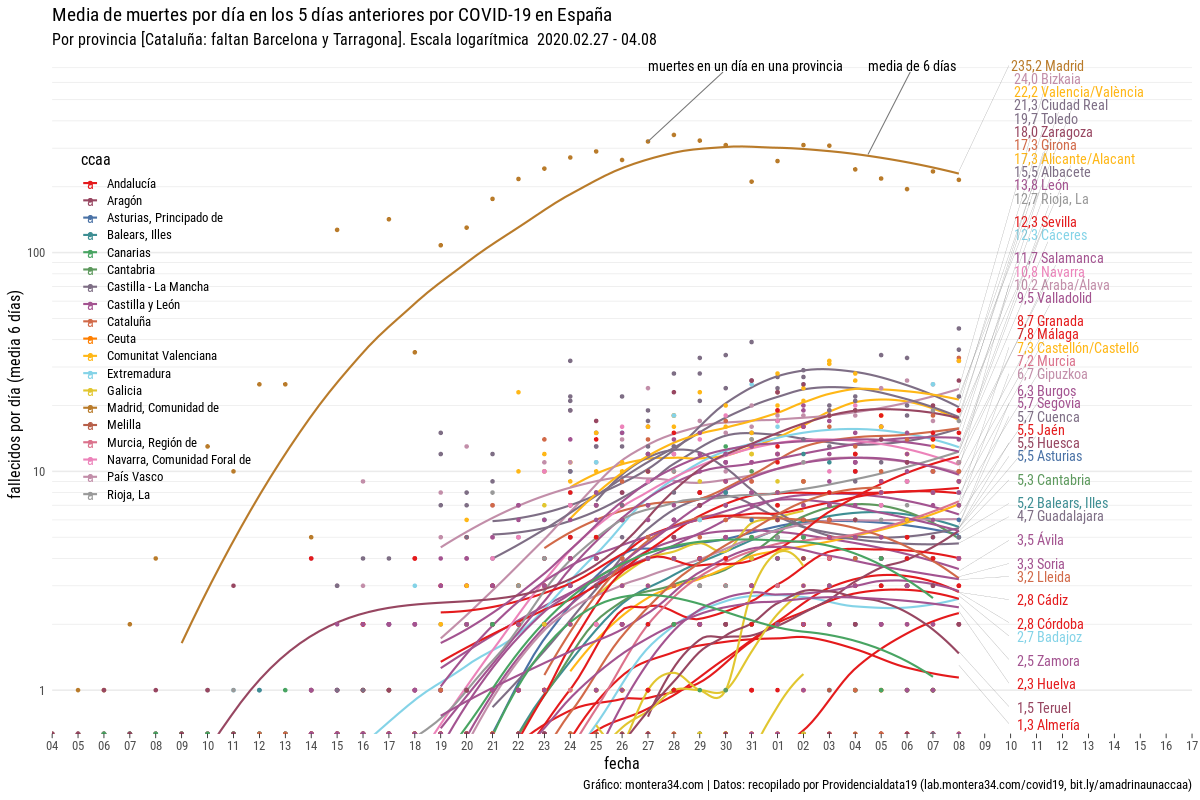 Media de muertes por día en los 5 días anteriores por COVID-19 en España
Por provincia [Cataluña: faltan Barcelona y Tarragona]. Escala logarítmica 2020.02.27 - 04.08
muertes en un día en una provincia
media de 6 días
235,2 Madrid
24,0 Bizkaia
22,2 Valencia/València
21,3 Ciudad Real
19,7 Toledo
18,0 Zaragoza
17,3 Girona
17,3 Alicante/Alacant
15,5 Albacete
13,8 León
12,7 Rioja, La
12,3 Sevilla
12,3 Cáceres
11,7 Salamanca
10,8 Navarra
10,2 Araba/Álava
9,5 Valladolid
8,7 Granada
7,8 Málaga
7,3 Castellón/Castelló
7,2 Murcia
6,7 Gipuzkoa
6,3 Burgos
5,7 Segovia
5,7 Cuenca
5,5 Jaén
5,5 Huesca
5,5 Asturias
5,3 Cantabria
5,2 Balears, Illes
4,7 Guadalajara
3,5 Ávila
3,3 Soria
3,2 Lleida
2,8 Cádiz
2,8 Córdoba
2,7 Badajoz
2,5 Zamora
2,3 Huelva
1,5 Teruel
1,3 Almería
ccaa
Andalucía
Aragón
Asturias, Principado de
Balears, Illes
Canarias
Cantabria
Castilla - La Mancha
Castilla y León
Cataluña
Ceuta
Comunitat Valenciana
Extremadura
Galicia
Madrid, Comunidad de
Melilla
Murcia, Región de
Navarra, Comunidad Foral de
País Vasco
Rioja, La
fallecidos por día (media 6 días)
100
10
1
04 05 06 07 08 09 10 11 12 13 14 15 16 17 18 19 20 21 22 23 24 25 26 27 28 29 30 31 01 02 03 04 05 06 07 08 09 10 11 12 13 14 15 16 17
fecha
Gráfico: montera34.com | Datos: recopilado por Providencialdata19 (lab.montera34.com/covid19, bit.ly/amadrinaunaccaa)